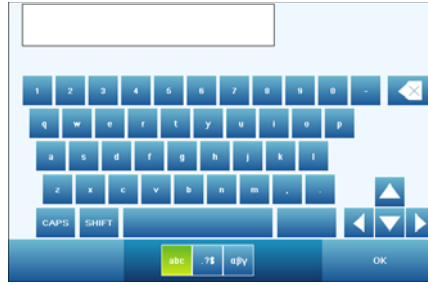 1 2 3 4 5 6 7 8 9 0 -
q w e r t y u i o p
a s d f g h j k l
z x c v b n m , .
CAPS SHIFT
abc .?$ αβγ OK